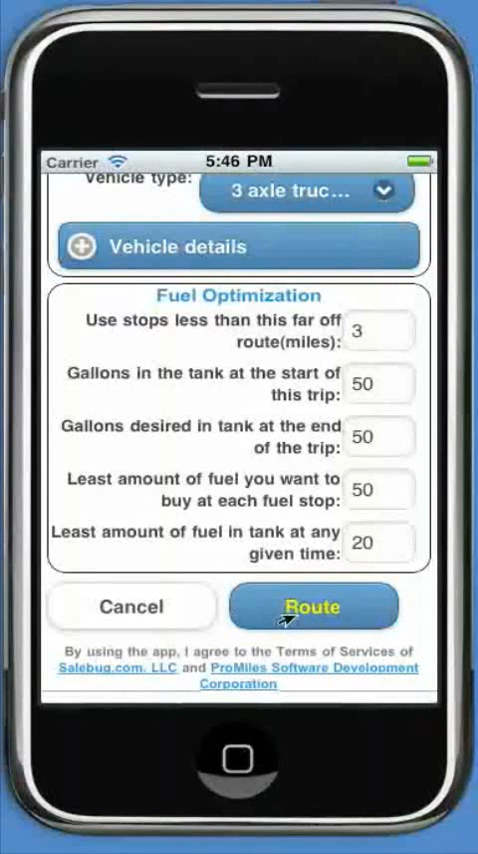 Carrier 5:46 PM
Vehicle type: 3 axle truc...
Vehicle details
Fuel Optimization
Use stops less than this far off
route(miles): 3
Gallons in the tank at the start of
this trip: 50
Gallons desired in tank at the end
of the trip: 50
Least amount of fuel you want to
buy at each fuel stop: 50
Least amount of fuel in tank at any
given time: 20
Cancel Route
By using the app, I agree to the Terms of Services of
Salebug.com, LLC and ProMiles Software Development
Corporation